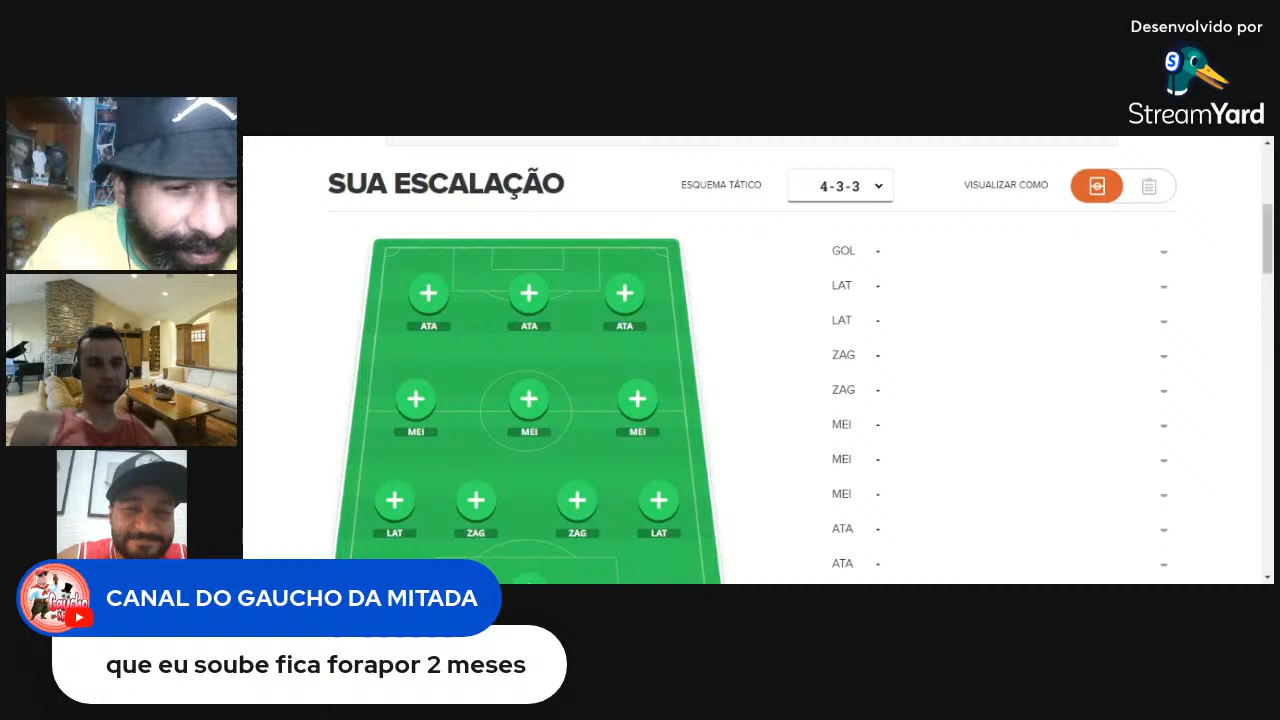 Desenvolvido por
StreamYard
SUA ESCALAÇÃO
ESQUEMA TÁTICO
4-3-3
VISUALIZAR COMO
ATA ATA ATA
MEI MEI MEI
LAT ZAG ZAG LAT
GOL -
LAT -
LAT -
ZAG -
ZAG -
MEI -
MEI -
MEI -
ATA -
ATA -
CANAL DO GAUCHO DA MITADA
que eu soube fica forapor 2 meses